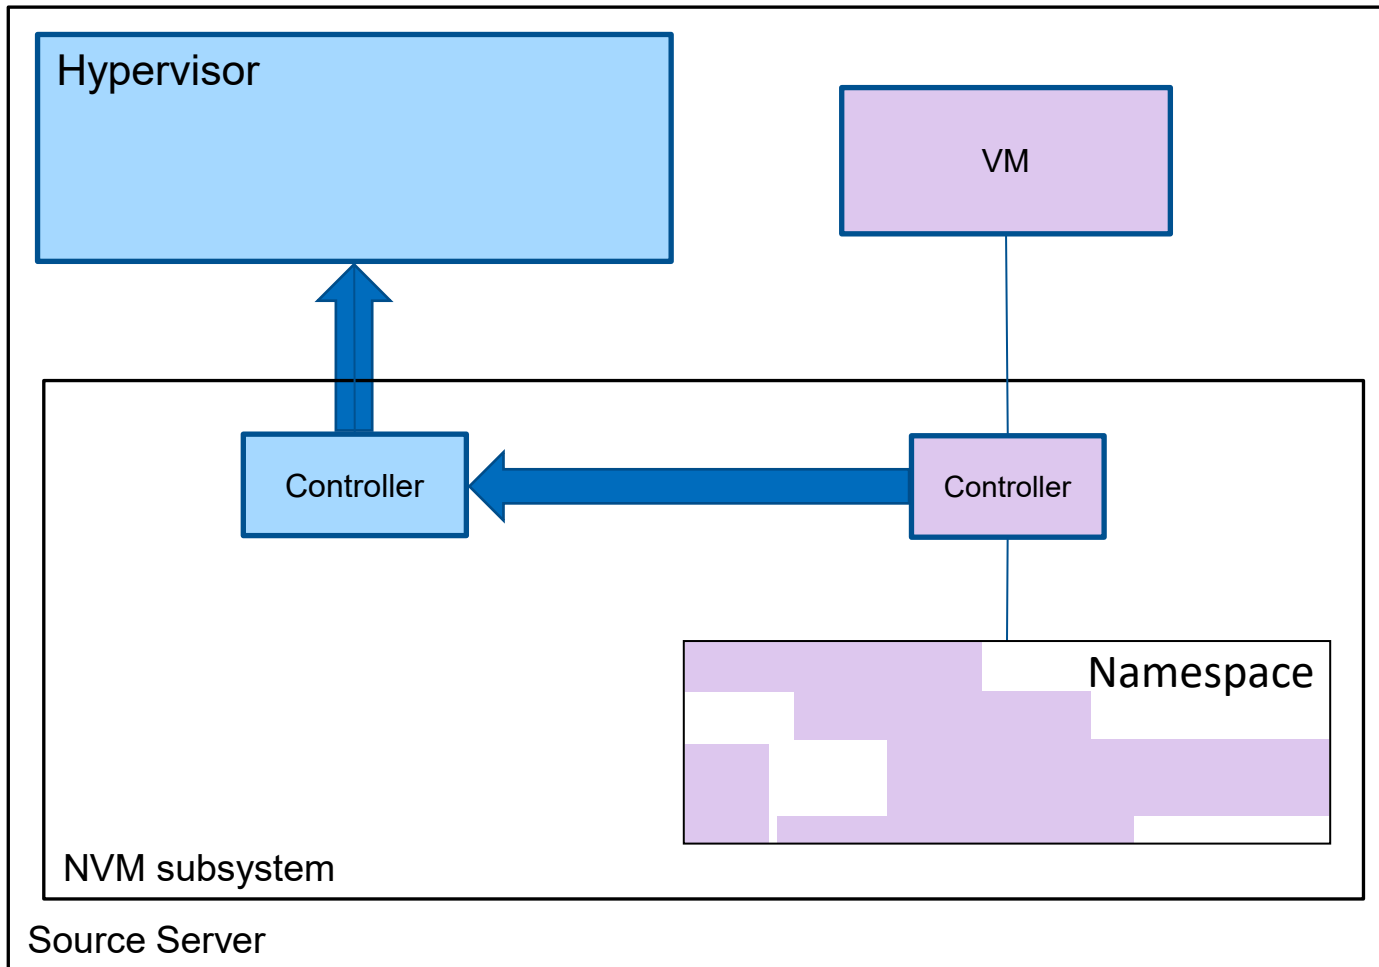 Hypervisor
VM
Controller
Controller
Namespace
NVM subsystem
Source Server